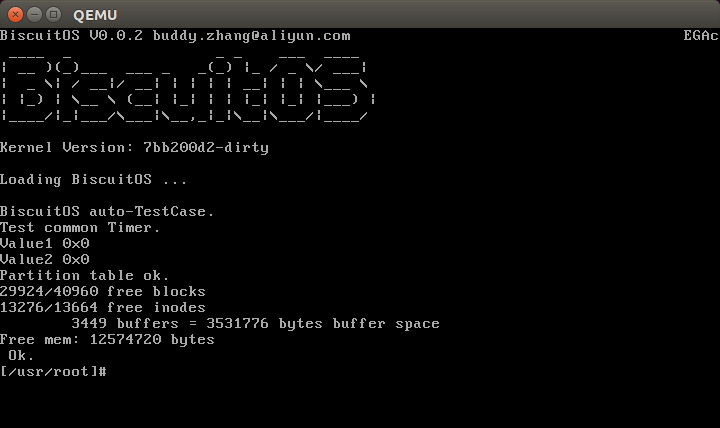 QEMU
BiscuitOS V0.0.2 buddy.zhang@aliyun.com EGAc
BiscuitOS
Kernel Version: 7bb200d2-dirty
Loading BiscuitOS ...
BiscuitOS auto-TestCase.
Test common Timer.
Value1 0x0
Value2 0x0
Partition table ok.
29924/40960 free blocks
13276/13664 free inodes
3449 buffers = 3531776 bytes buffer space
Free mem: 12574720 bytes
Ok.
[/usr/root]#